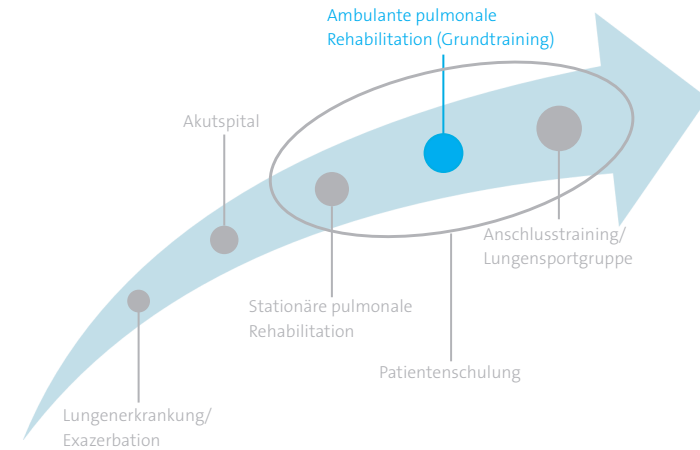 Ambulante pulmonale
Rehabilitation (Grundtraining)
Akutspital
Anschlusstraining/
Lungensportgruppe
Stationäre pulmonale
Rehabilitation
Patientenschulung
Lungenerkrankung/
Exazerbation